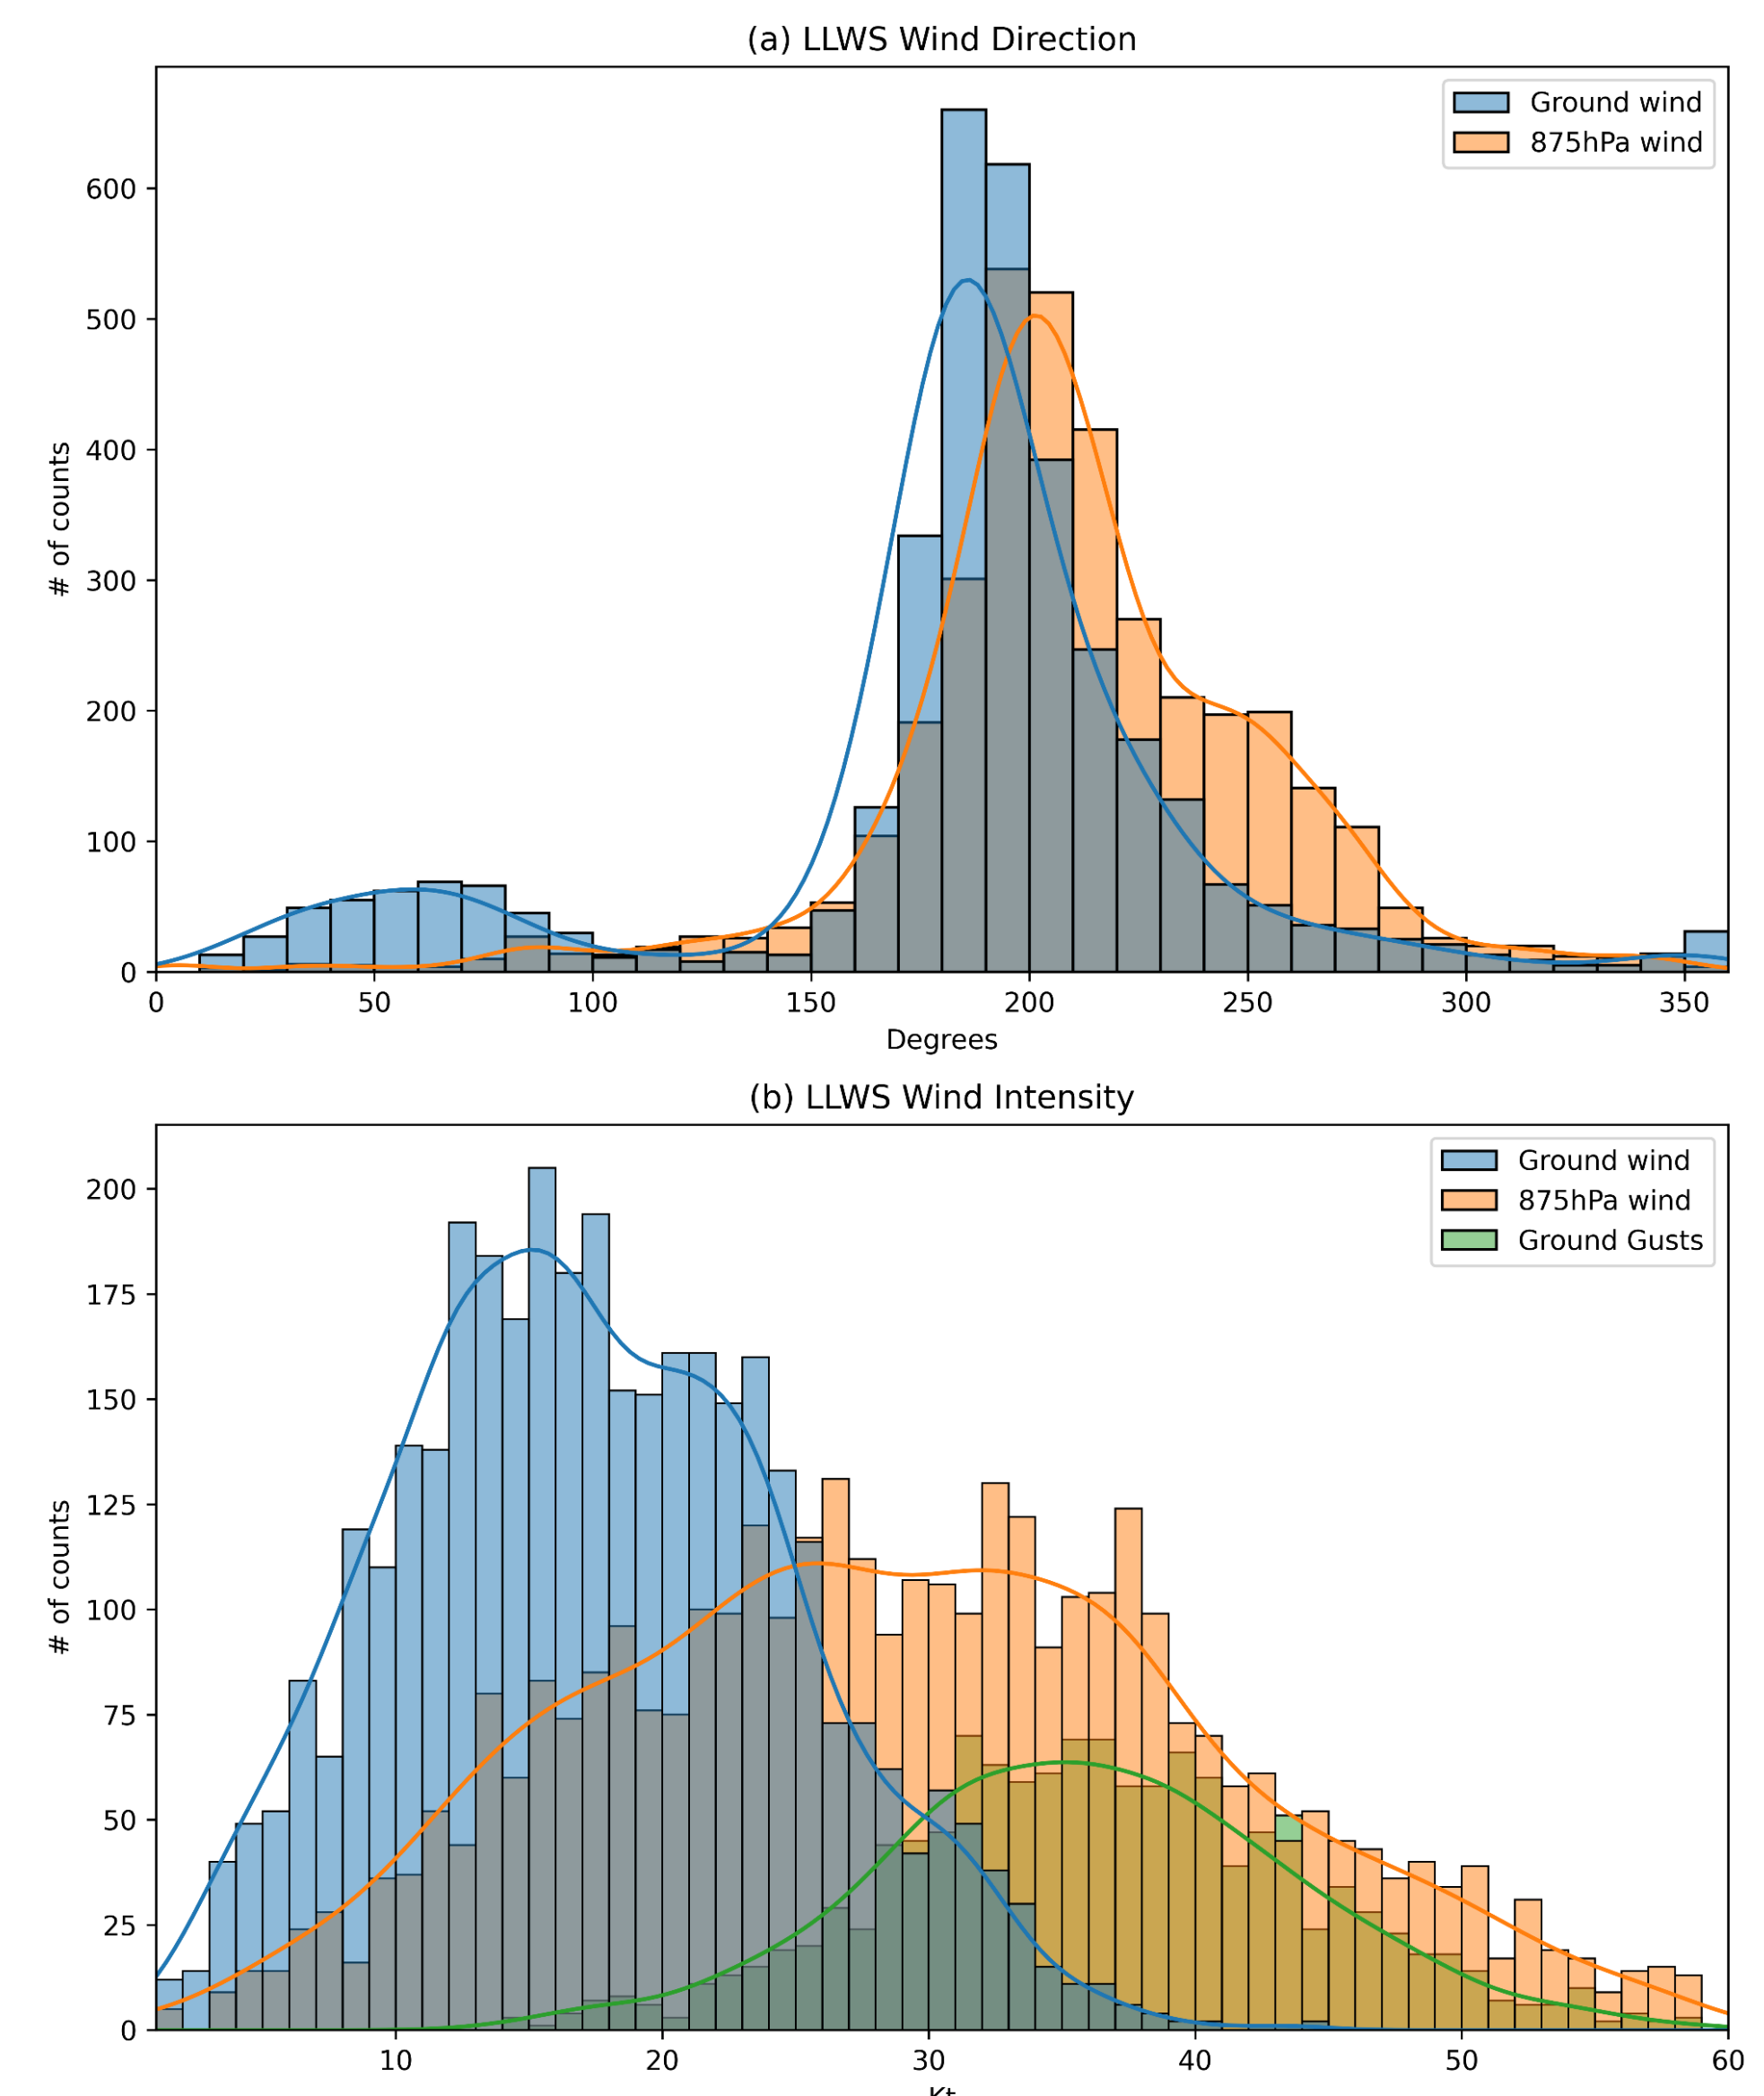 (a) LLWS Wind Direction
Ground wind
875hPa wind
600
500
400
300
200
100
0
# of counts
0 50 100 150 200 250 300 350
Degrees
(b) LLWS Wind Intensity
Ground wind
875hPa wind
Ground Gusts
200
175
150
125
100
75
50
25
0
# of counts
10 20 30 40 50 60
Kt